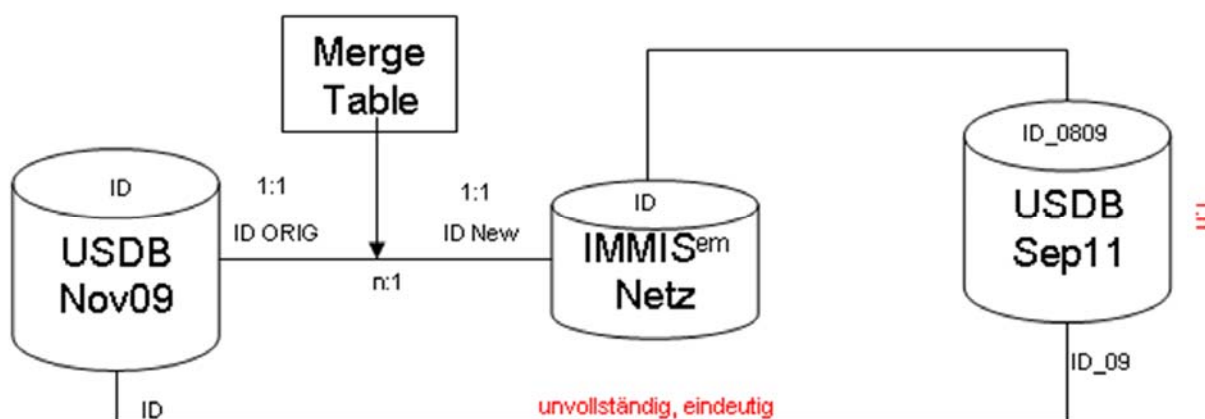 Merge
Table
ID
1:1
1:1
ID ORIG
ID New
n:1
USDB
Nov09
ID
IMMISem
Netz
ID_0809
USDB
Sep11
ID_09
ID
unvollständig, eindeutig